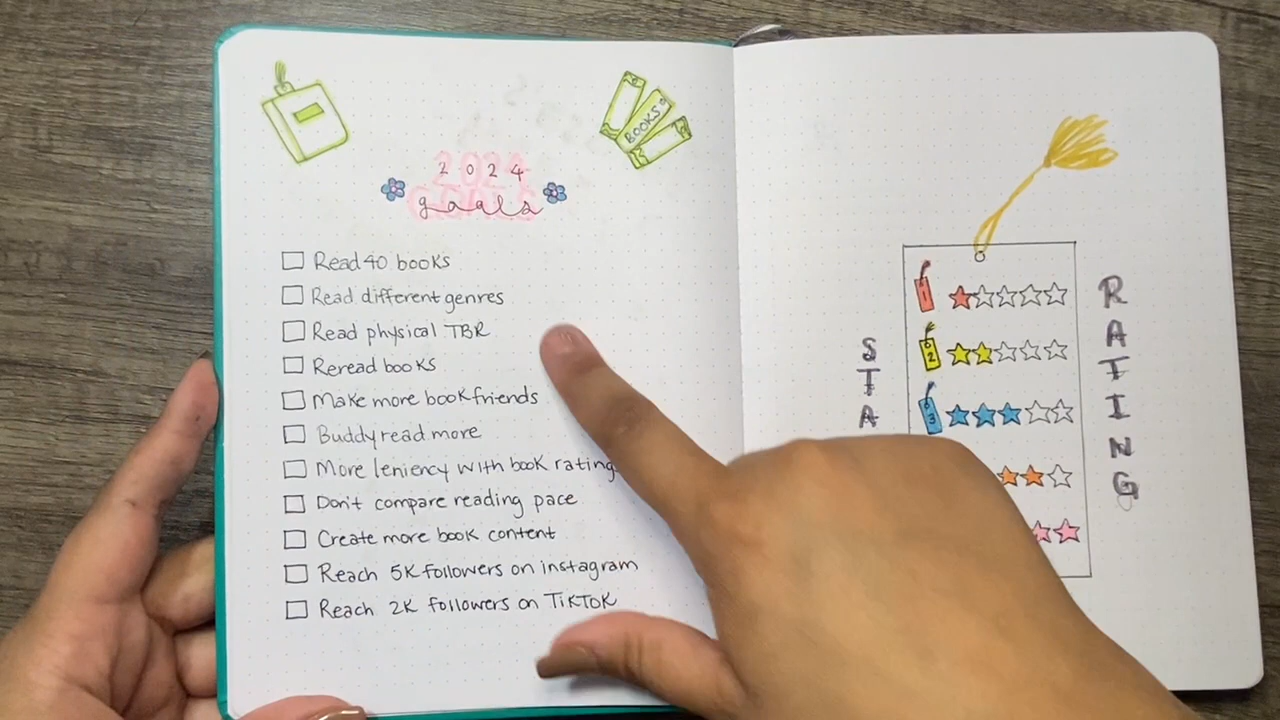 BOOKS
2024
goals
Read 40 books
Read different genres
Read physical TBR
Reread books
Make more book friends
Buddy read more
More leniency with book rating
Don't compare reading pace
Create more book content
Reach 5K followers on instagram
Reach 2K followers on TikTok
STA
1
2
3
RATING